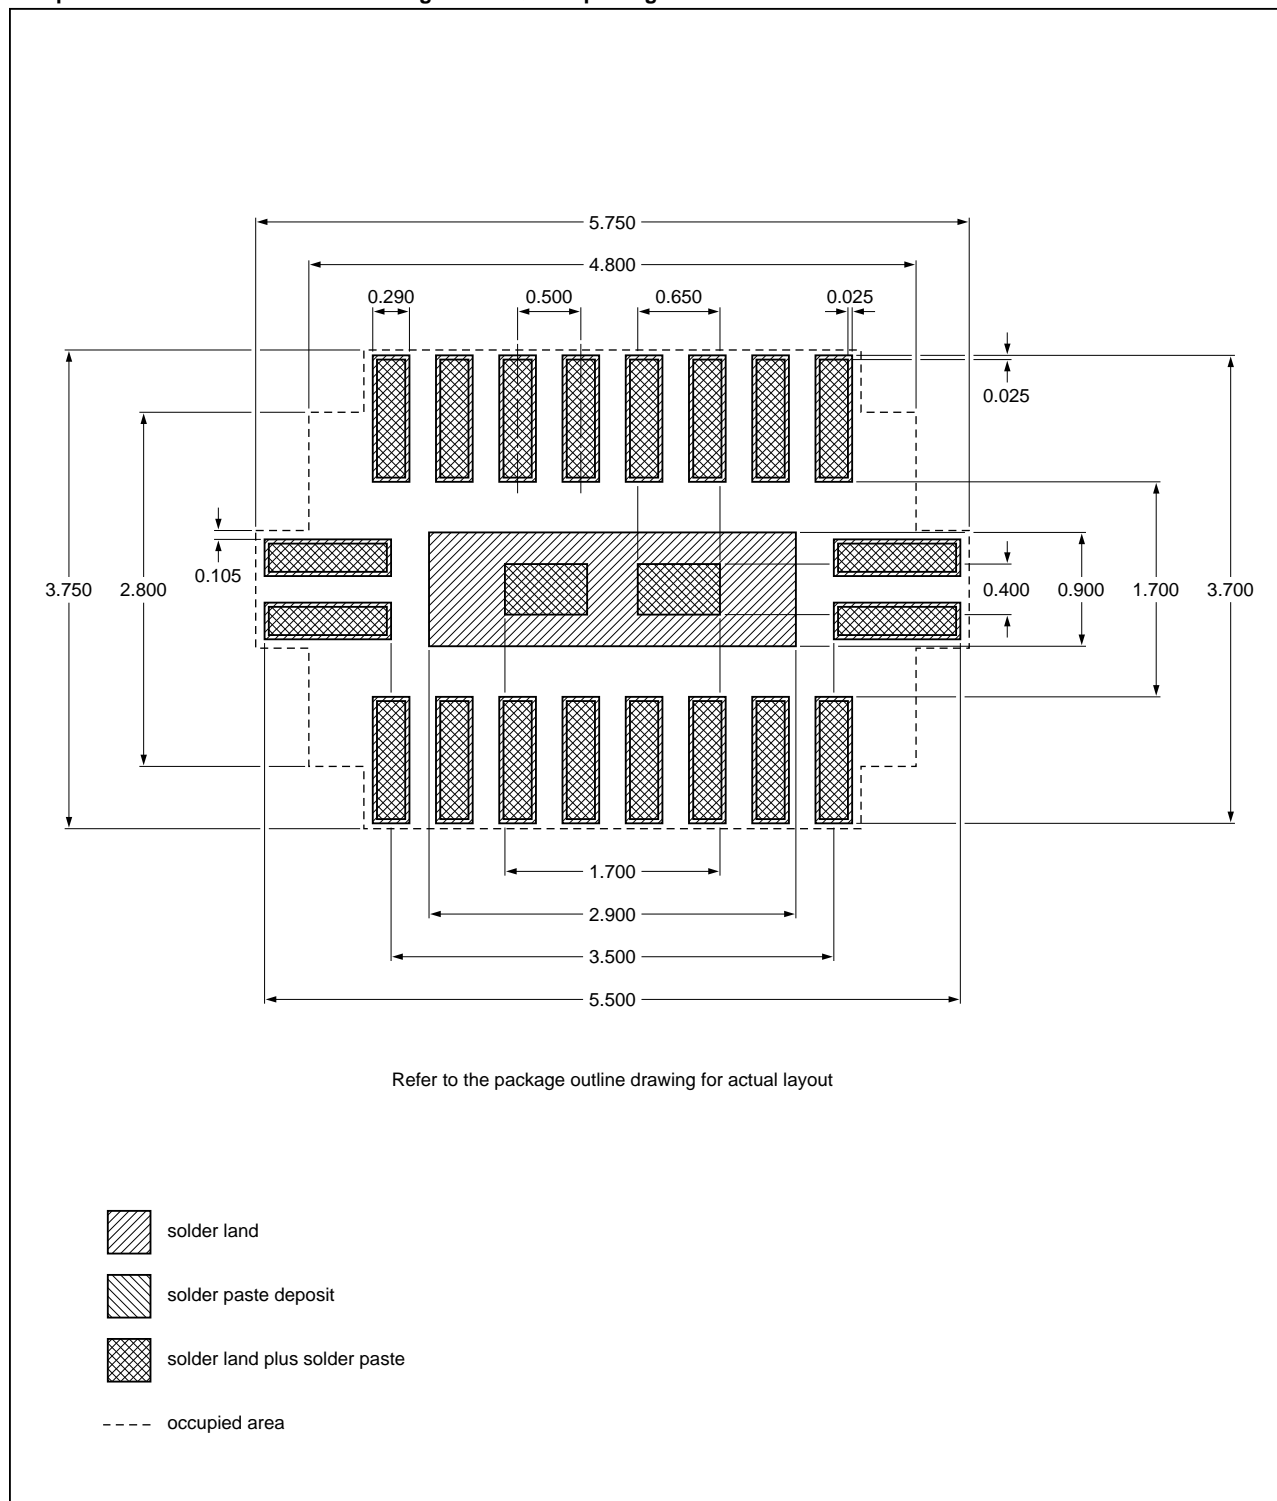 5.750
4.800
0.290 0.500 0.650 0.025
0.025
0.105
3.750 2.800 0.400 0.900 1.700 3.700
1.700
2.900
3.500
5.500
Refer to the package outline drawing for actual layout
solder land
solder paste deposit
solder land plus solder paste
occupied area